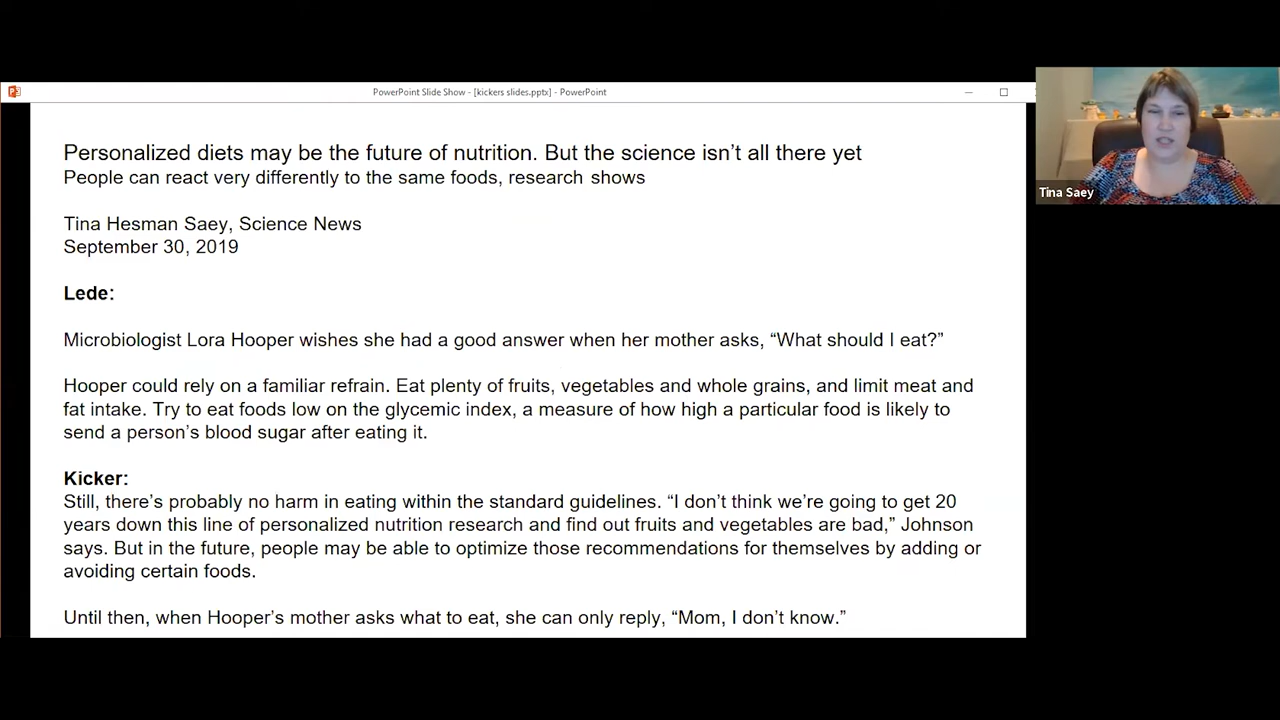 PowerPoint Slide Show - [kickers slides.pptx] - PowerPoint
Personalized diets may be the future of nutrition. But the science isn’t all there yet
People can react very differently to the same foods, research shows
Tina Hesman Saey, Science News
September 30, 2019
Lede:
Microbiologist Lora Hooper wishes she had a good answer when her mother asks, “What should I eat?”
Hooper could rely on a familiar refrain. Eat plenty of fruits, vegetables and whole grains, and limit meat and
fat intake. Try to eat foods low on the glycemic index, a measure of how high a particular food is likely to
send a person’s blood sugar after eating it.
Kicker:
Still, there’s probably no harm in eating within the standard guidelines. “I don’t think we’re going to get 20
years down this line of personalized nutrition research and find out fruits and vegetables are bad,” Johnson
says. But in the future, people may be able to optimize those recommendations for themselves by adding or
avoiding certain foods.
Until then, when Hooper’s mother asks what to eat, she can only reply, “Mom, I don’t know.”
Tina Saey